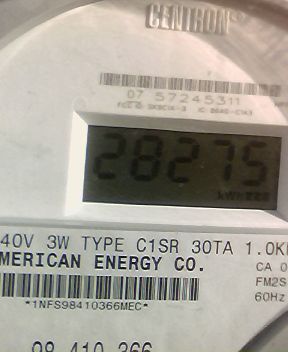 CENTRON®
07 57245311
28275
kWh
40V 3W TYPE C1SR 30TA 1.0K
MERICAN ENERGY CO.
CA 0
FM2S
60Hz
*1NFS98410366MEC*
98 410 366